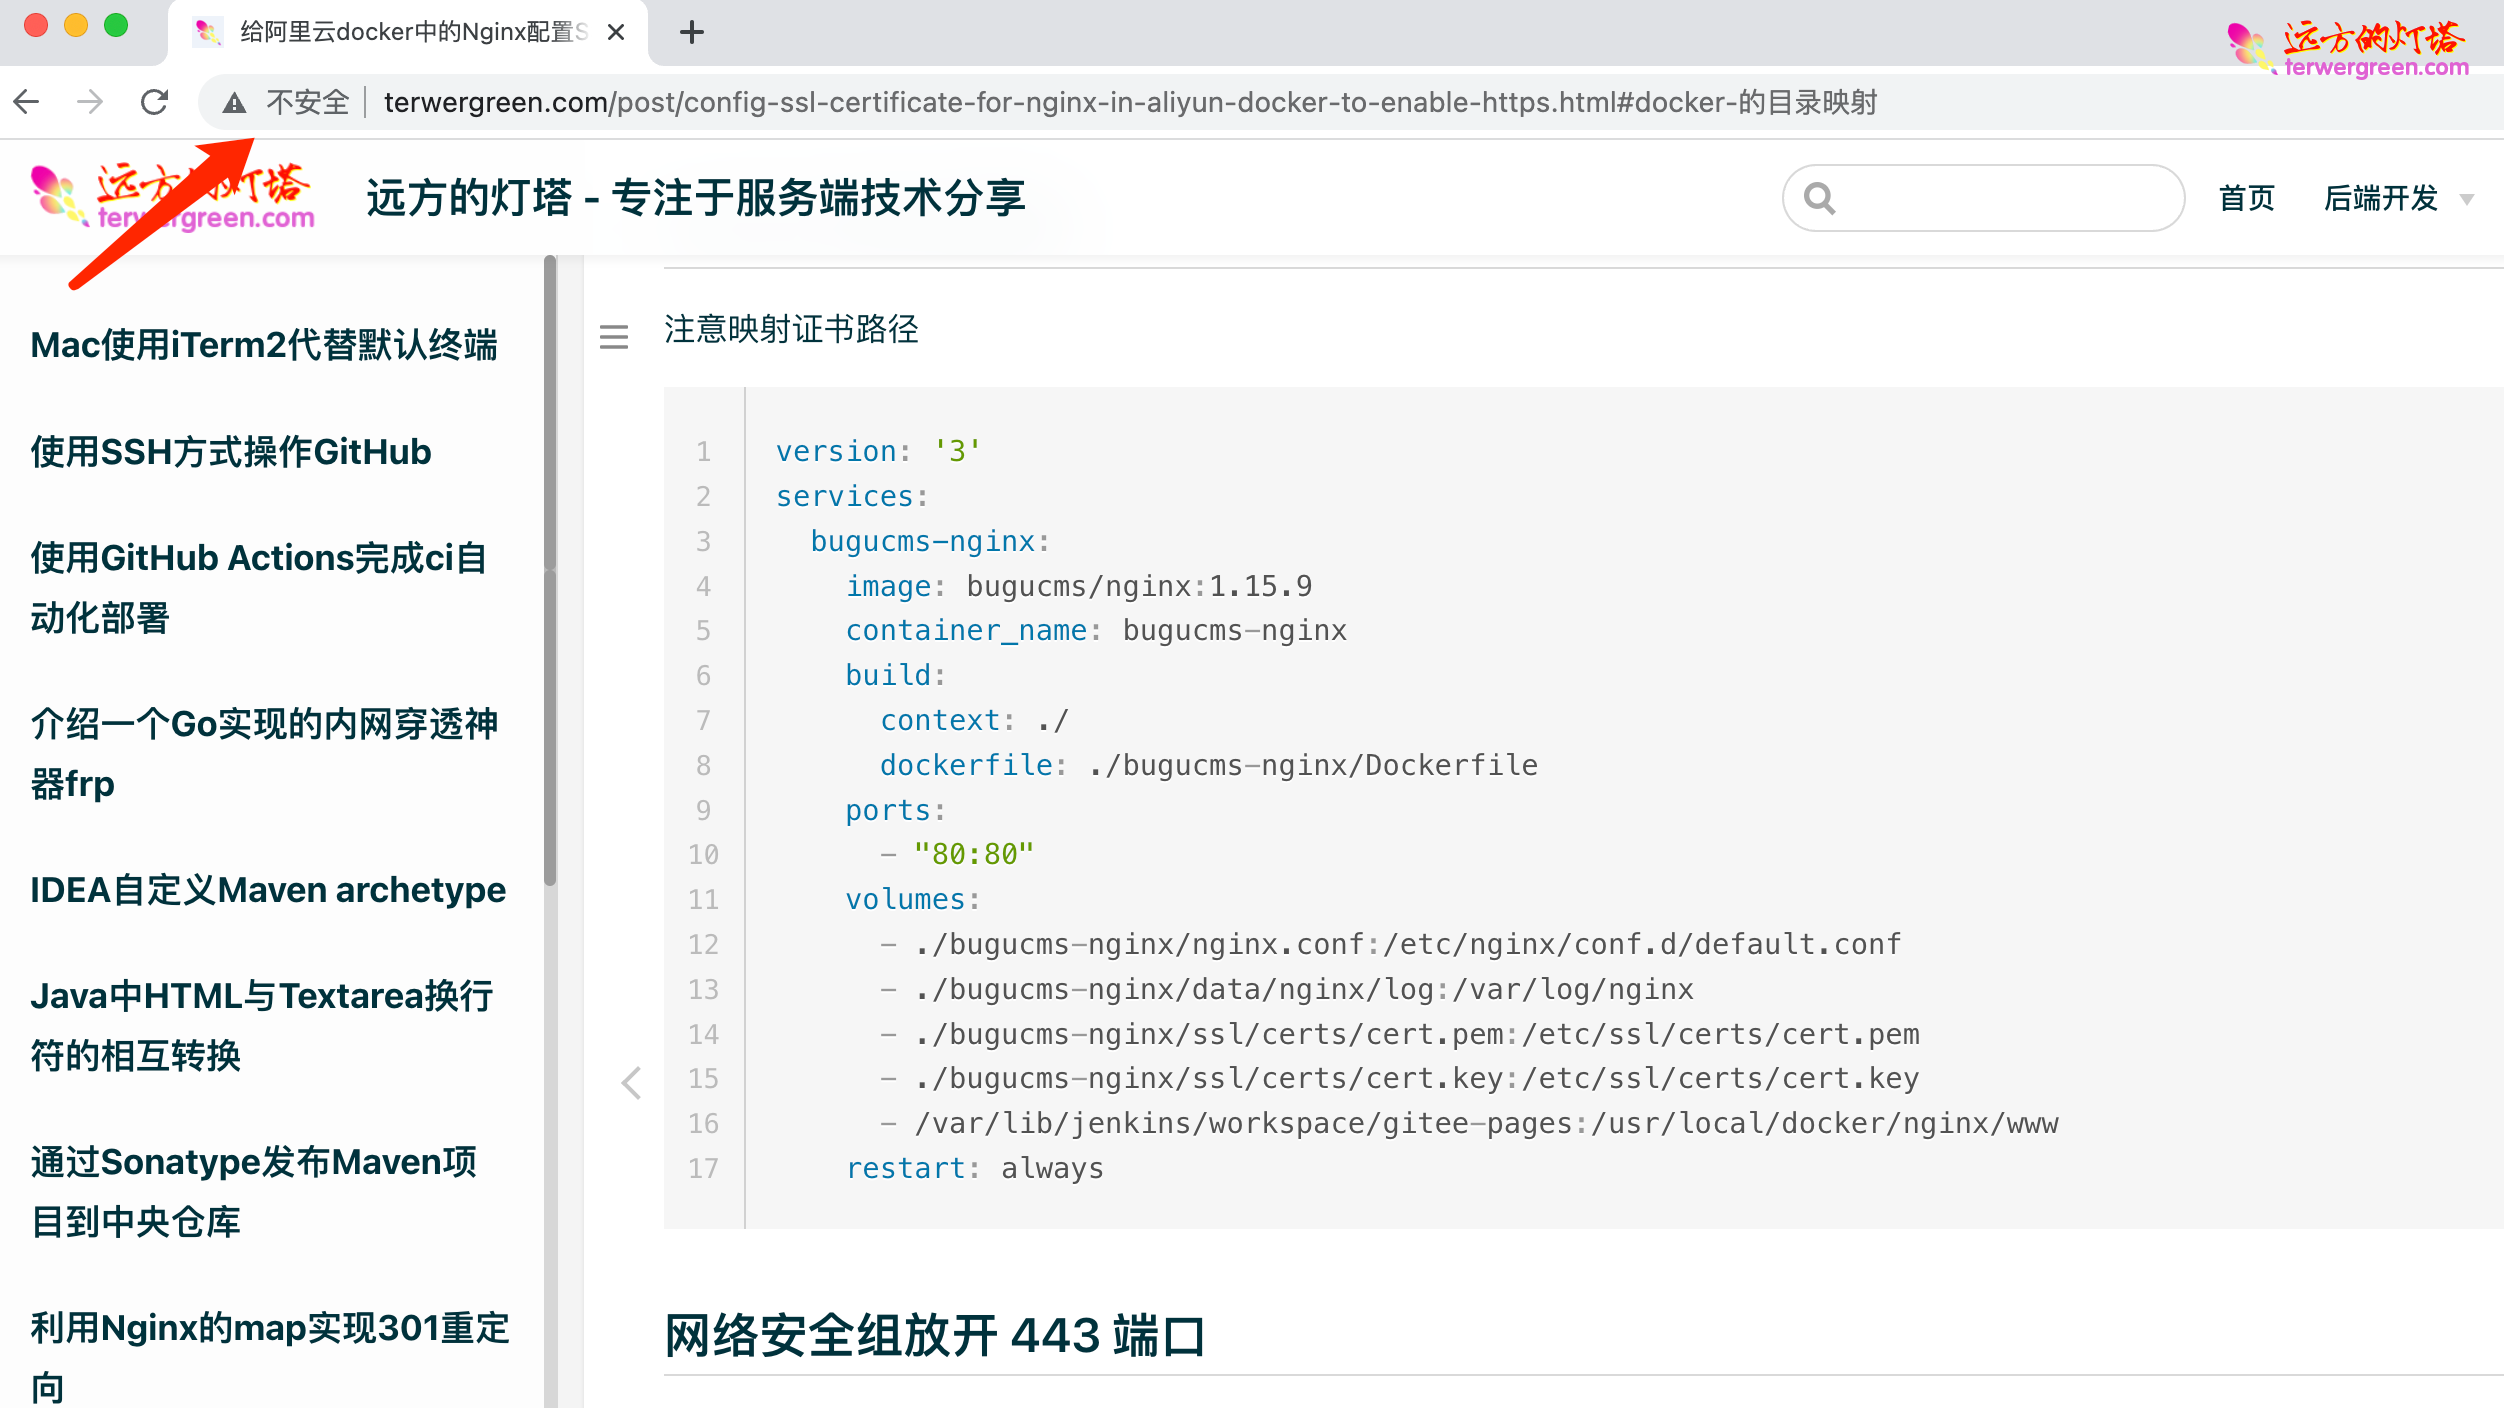 给阿里云docker中的Nginx配置S
远方的灯塔
terwergreen.com
不安全
terwergreen.com/post/config-ssl-certificate-for-nginx-in-aliyun-docker-to-enable-https.html#docker-的目录映射
远方的灯塔
terwergreen.com
远方的灯塔 - 专注于服务端技术分享
首页
后端开发
Mac使用iTerm2代替默认终端
使用SSH方式操作GitHub
使用GitHub Actions完成ci自
动化部署
介绍一个Go实现的内网穿透神
器frp
IDEA自定义Maven archetype
Java中HTML与Textarea换行
符的相互转换
通过Sonatype发布Maven项
目到中央仓库
利用Nginx的map实现301重定
向
注意映射证书路径
1 version: '3'
2 services:
3   bugucms-nginx:
4     image: bugucms/nginx:1.15.9
5     container_name: bugucms-nginx
6     build:
7       context: ./
8       dockerfile: ./bugucms-nginx/Dockerfile
9     ports:
10       - "80:80"
11     volumes:
12       - ./bugucms-nginx/nginx.conf:/etc/nginx/conf.d/default.conf
13       - ./bugucms-nginx/data/nginx/log:/var/log/nginx
14       - ./bugucms-nginx/ssl/certs/cert.pem:/etc/ssl/certs/cert.pem
15       - ./bugucms-nginx/ssl/certs/cert.key:/etc/ssl/certs/cert.key
16       - /var/lib/jenkins/workspace/gitee-pages:/usr/local/docker/nginx/www
17     restart: always
网络安全组放开 443 端口